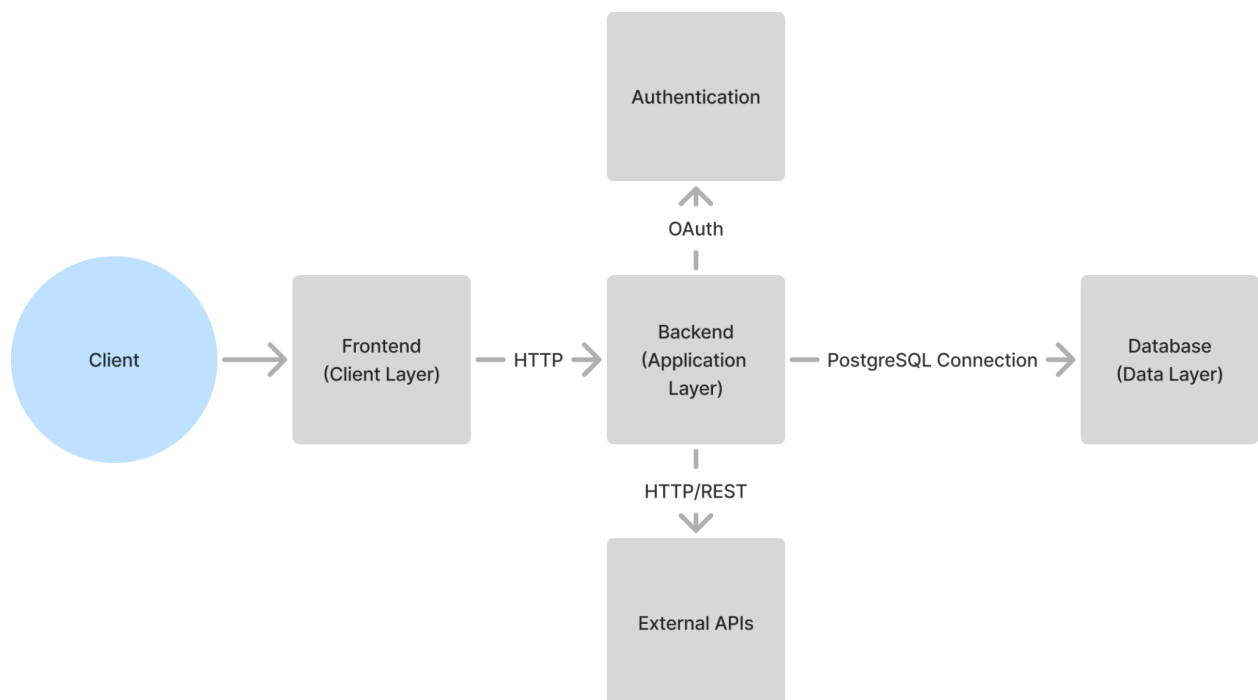 Authentication
OAuth
Client
Frontend
(Client Layer)
HTTP
Backend
(Application
Layer)
PostgreSQL Connection
Database
(Data Layer)
HTTP/REST
External APIs